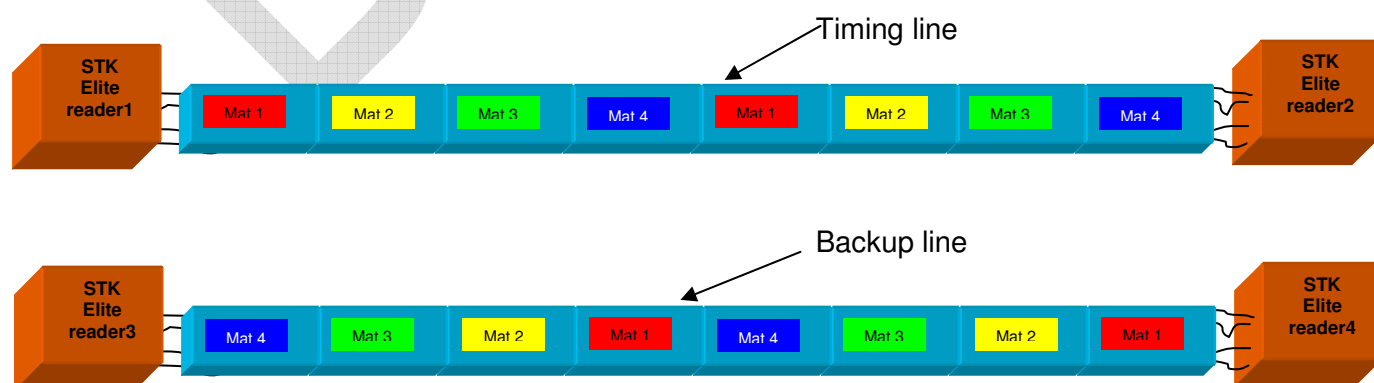 Timing line
STK
Elite
reader1
Mat 1
Mat 2
Mat 3
Mat 4
Mat 1
Mat 2
Mat 3
Mat 4
STK
Elite
reader2
Backup line
STK
Elite
reader3
Mat 4
Mat 3
Mat 2
Mat 1
Mat 4
Mat 3
Mat 2
Mat 1
STK
Elite
reader4